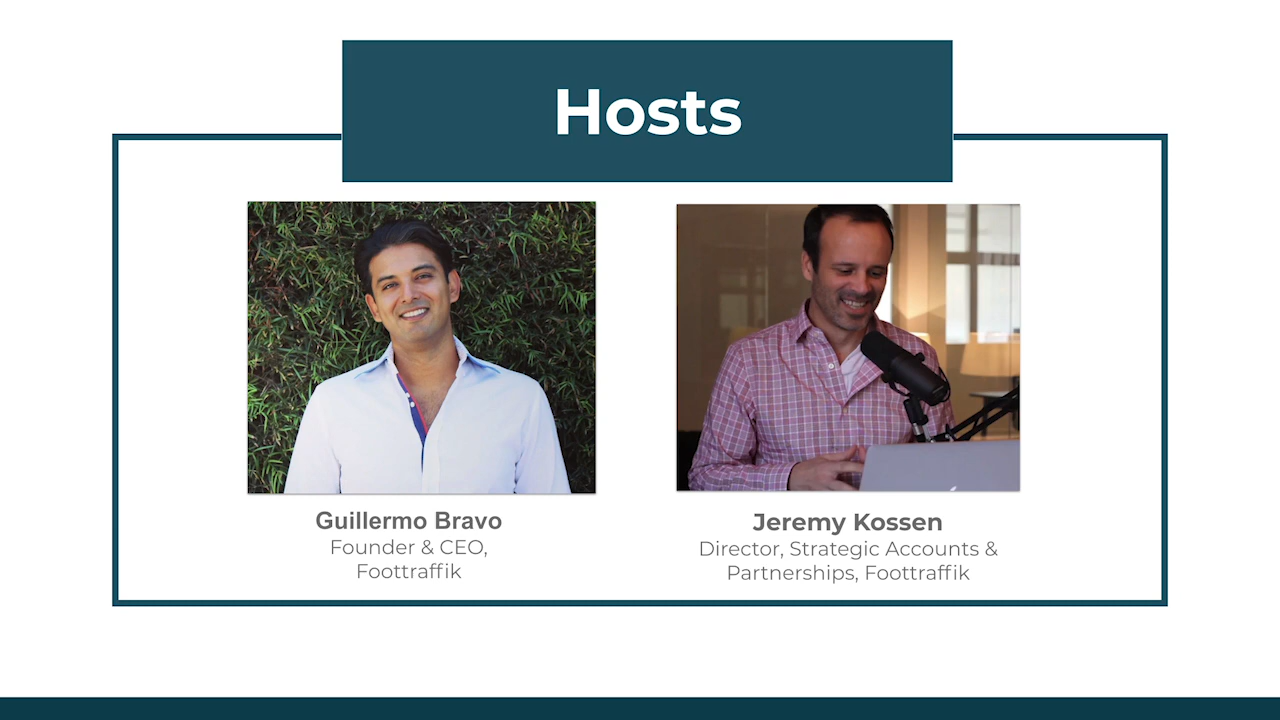 Hosts
Guillermo Bravo
Founder & CEO,
Foottraffik
Jeremy Kossen
Director, Strategic Accounts &
Partnerships, Foottraffik